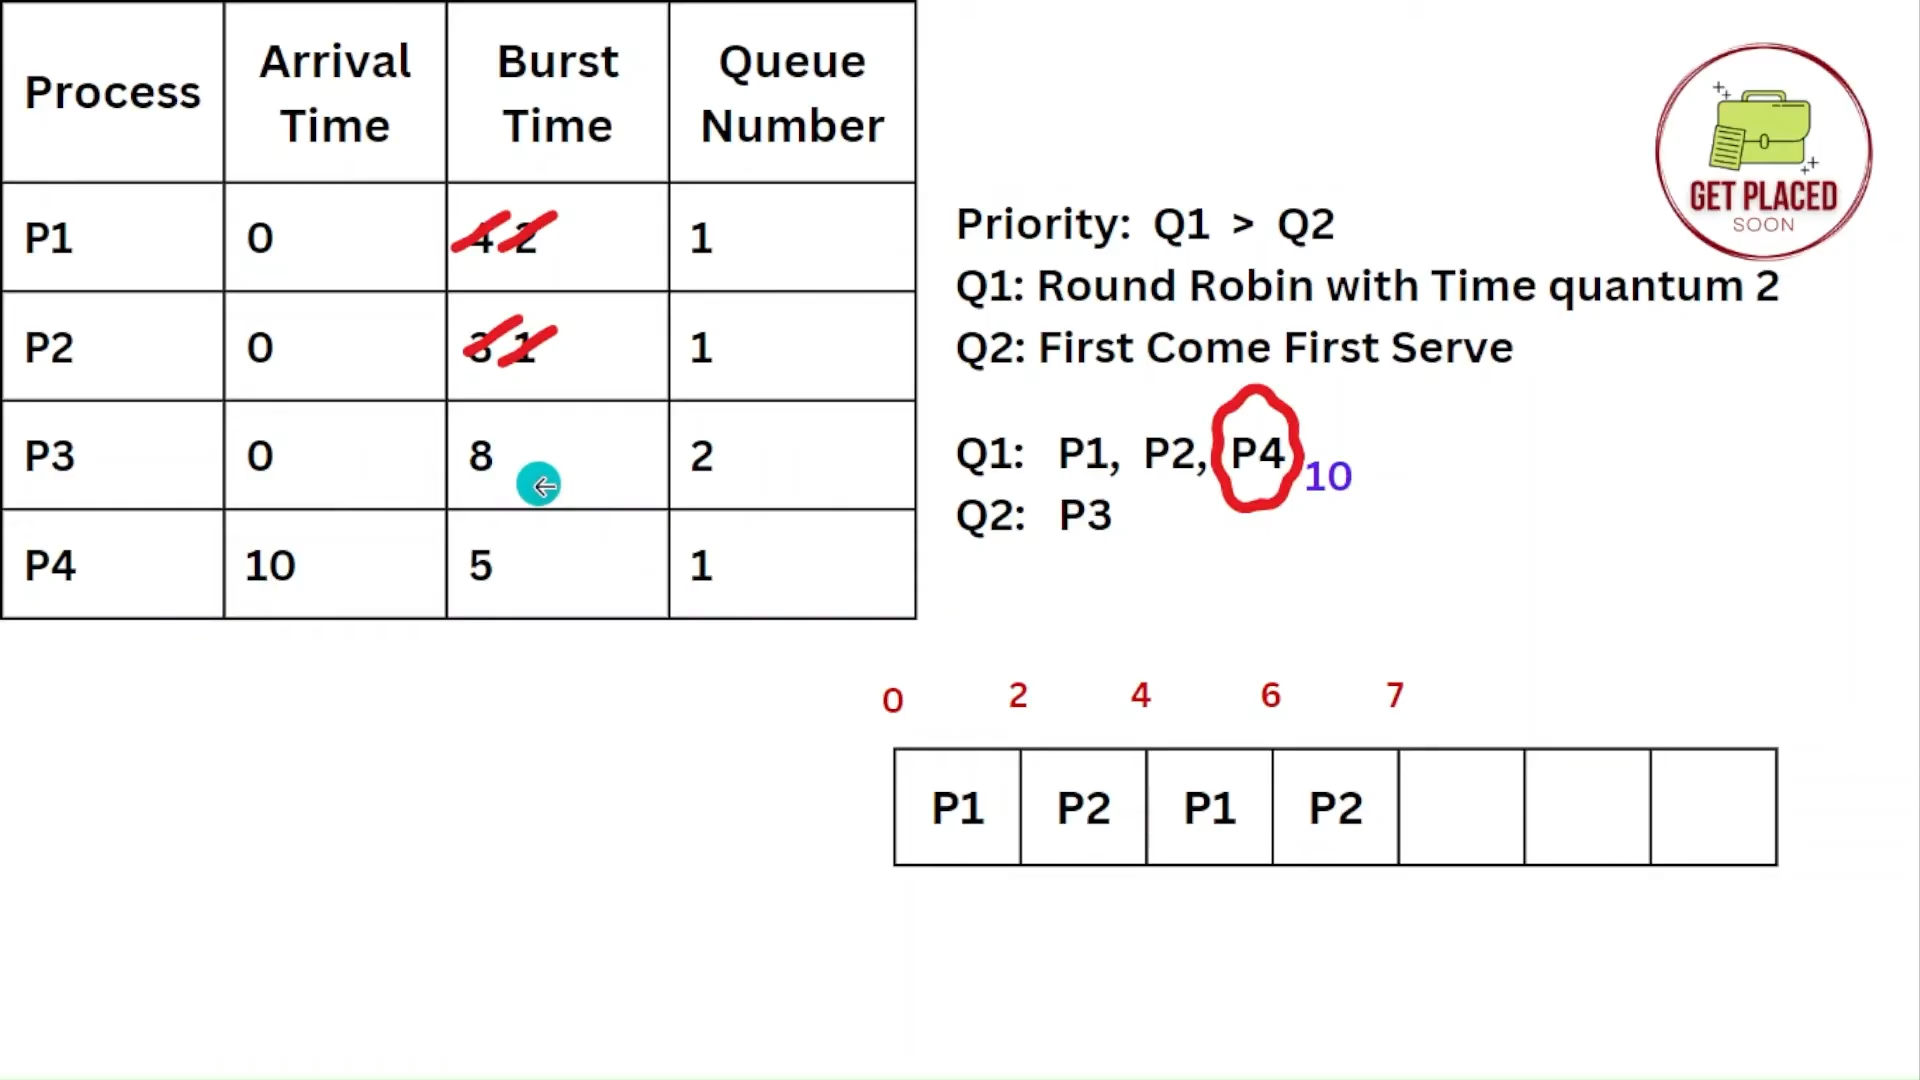 Process Arrival Time Burst Time Queue Number
P1 0 4 2 1
P2 0 3 1 1
P3 0 8 2
P4 10 5 1
GET PLACED
SOON
Priority: Q1 > Q2
Q1: Round Robin with Time quantum 2
Q2: First Come First Serve
Q1: P1, P2, P4 10
Q2: P3
0 2 4 6 7
P1 P2 P1 P2